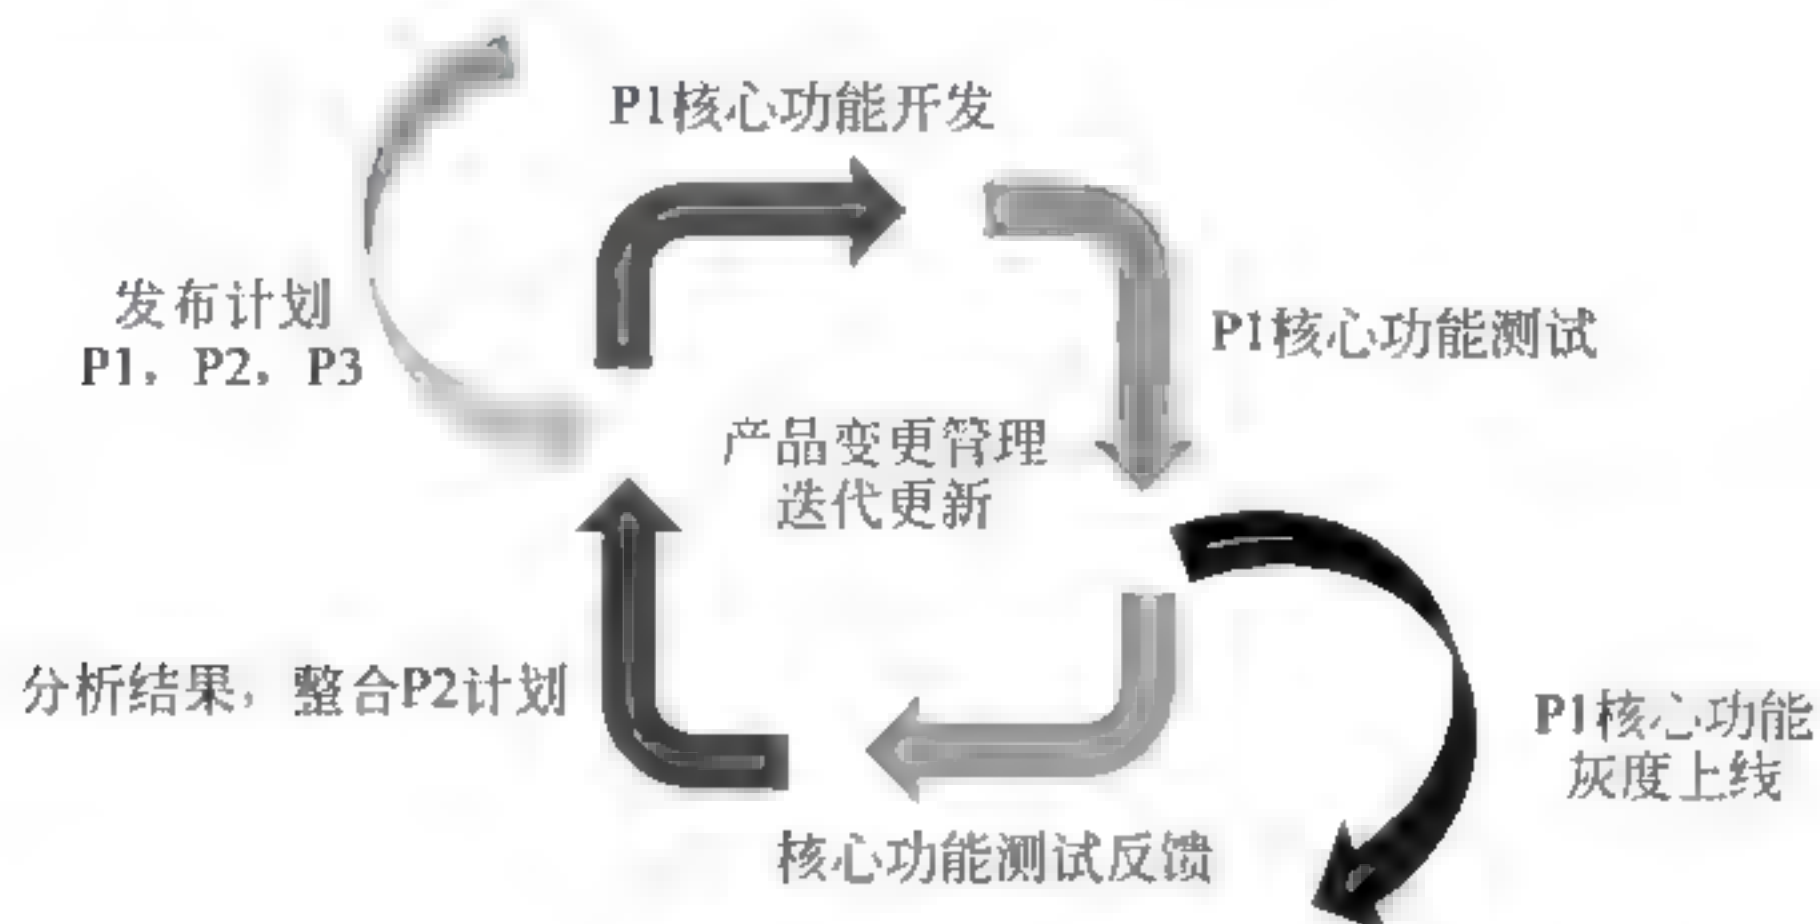 P1核心功能开发
发布计划
P1，P2，P3
P1核心功能测试
产品变更管理
迭代更新
分析结果，整合P2计划
P1核心功能
灰度上线
核心功能测试反馈